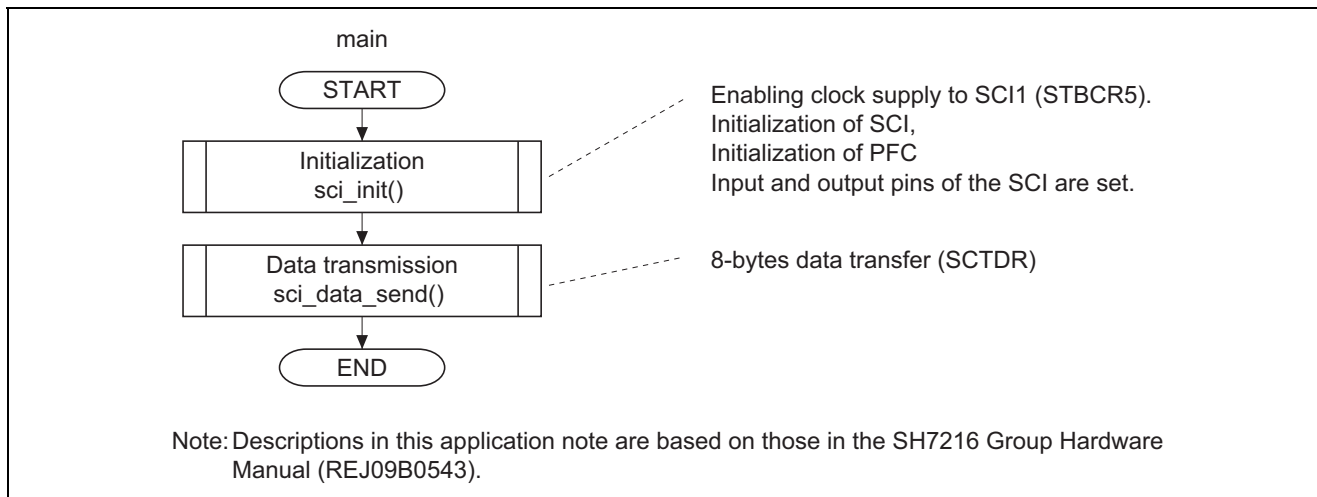 main
START
Initialization
sci_init()
Enabling clock supply to SCI1 (STBCR5).
Initialization of SCI,
Initialization of PFC
Input and output pins of the SCI are set.
Data transmission
sci_data_send()
8-bytes data transfer (SCTDR)
END
Note: Descriptions in this application note are based on those in the SH7216 Group Hardware
Manual (REJ09B0543).